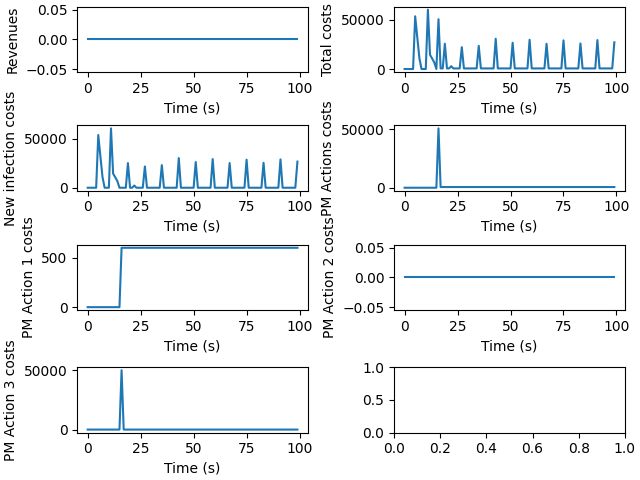 Revenues
0.05
0.00
−0.05
0 25 50 75 100
Time (s)
Total costs
50000
0
0 25 50 75 100
Time (s)
New infection costs
50000
0
0 25 50 75 100
Time (s)
PM Actions costs
50000
0
0 25 50 75 100
Time (s)
PM Action 1 costs
500
0
0 25 50 75 100
Time (s)
PM Action 2 costs
0.05
0.00
−0.05
0 25 50 75 100
Time (s)
PM Action 3 costs
50000
0
0 25 50 75 100
Time (s)
1.0
0.5
0.0
0.0 0.2 0.4 0.6 0.8 1.0